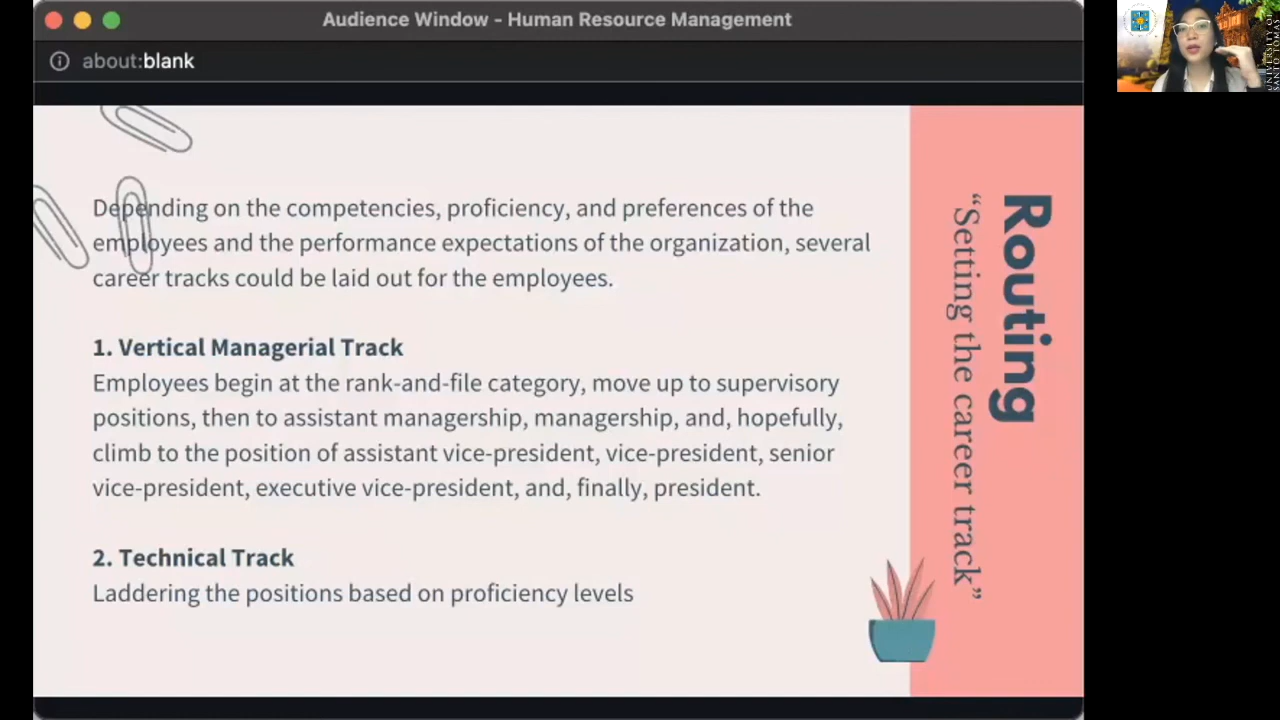 Audience Window - Human Resource Management
about:blank
Depending on the competencies, proficiency, and preferences of the
employees and the performance expectations of the organization, several
career tracks could be laid out for the employees.
1. Vertical Managerial Track
Employees begin at the rank-and-file category, move up to supervisory
positions, then to assistant managership, managership, and, hopefully,
climb to the position of assistant vice-president, vice-president, senior
vice-president, executive vice-president, and, finally, president.
2. Technical Track
Laddering the positions based on proficiency levels
Routing
“Setting the career track”
UNIVERSITY OF
SANTO TOMAS